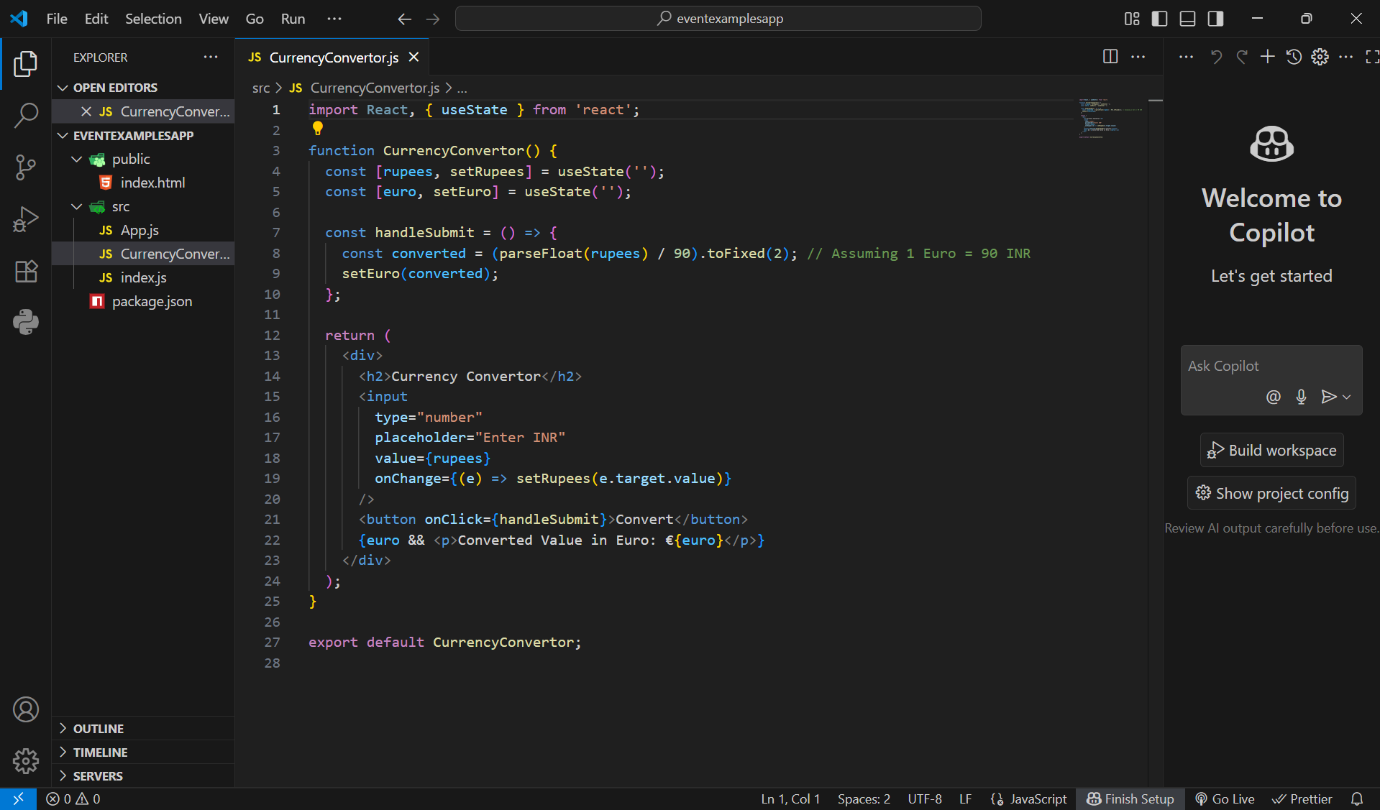 File Edit Selection View Go Run ···
eventexamplesapp
EXPLORER
OPEN EDITORS
JS CurrencyConver...
EVENTEXAMPLESAPP
public
index.html
src
JS App.js
JS CurrencyConver...
JS index.js
package.json
OUTLINE
TIMELINE
SERVERS
JS CurrencyConvertor.js
src > JS CurrencyConvertor.js > ...
1 import React, { useState } from 'react';
2
3 function CurrencyConvertor() {
4 const [rupees, setRupees] = useState('');
5 const [euro, setEuro] = useState('');
6
7 const handleSubmit = () => {
8 const converted = (parseFloat(rupees) / 90).toFixed(2); // Assuming 1 Euro = 90 INR
9 setEuro(converted);
10 };
11
12 return (
13 <div>
14 <h2>Currency Convertor</h2>
15 <input
16 type="number"
17 placeholder="Enter INR"
18 value={rupees}
19 onChange={(e) => setRupees(e.target.value)}
20 />
21 <button onClick={handleSubmit}>Convert</button>
22 {euro && <p>Converted Value in Euro: €{euro}</p>}
23 </div>
24 );
25 }
26
27 export default CurrencyConvertor;
28
Welcome to
Copilot
Let's get started
Ask Copilot
@
Build workspace
Show project config
Review AI output carefully before use.
0 0
Ln 1, Col 1 Spaces: 2 UTF-8 LF {} JavaScript Finish Setup Go Live Prettier